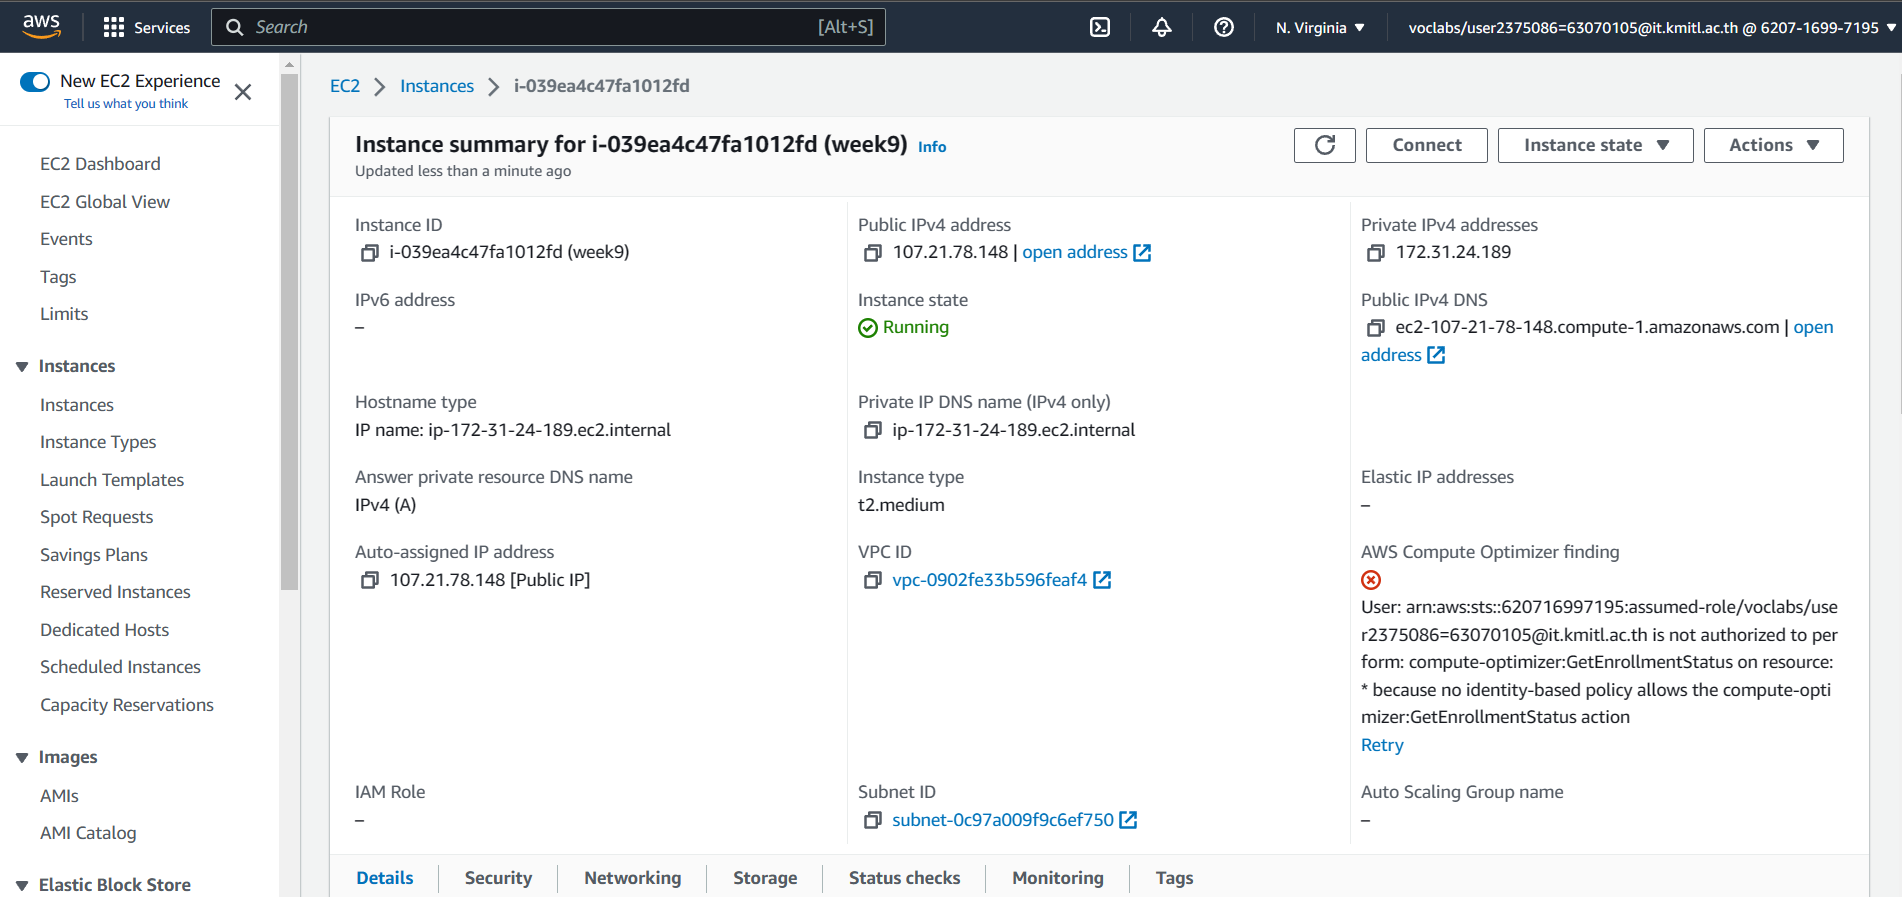 aws
Services
Search
[Alt+S]
N. Virginia
voclabs/user2375086=63070105@it.kmitl.ac.th @ 6207-1699-7195
New EC2 Experience
Tell us what you think
EC2 Dashboard
EC2 Global View
Events
Tags
Limits
Instances
Instances
Instance Types
Launch Templates
Spot Requests
Savings Plans
Reserved Instances
Dedicated Hosts
Scheduled Instances
Capacity Reservations
Images
AMIs
AMI Catalog
Elastic Block Store
EC2
Instances
i-039ea4c47fa1012fd
Instance summary for i-039ea4c47fa1012fd (week9) Info
Updated less than a minute ago
Connect
Instance state
Actions
Instance ID
i-039ea4c47fa1012fd (week9)
Public IPv4 address
107.21.78.148 | open address
Private IPv4 addresses
172.31.24.189
IPv6 address
–
Instance state
Running
Public IPv4 DNS
ec2-107-21-78-148.compute-1.amazonaws.com | open
address
Hostname type
IP name: ip-172-31-24-189.ec2.internal
Private IP DNS name (IPv4 only)
ip-172-31-24-189.ec2.internal
Answer private resource DNS name
IPv4 (A)
Instance type
t2.medium
Elastic IP addresses
–
Auto-assigned IP address
107.21.78.148 [Public IP]
VPC ID
vpc-0902fe33b596feaf4
AWS Compute Optimizer finding
User: arn:aws:sts::620716997195:assumed-role/voclabs/use
r2375086=63070105@it.kmitl.ac.th is not authorized to per
form: compute-optimizer:GetEnrollmentStatus on resource:
* because no identity-based policy allows the compute-opti
mizer:GetEnrollmentStatus action
Retry
IAM Role
–
Subnet ID
subnet-0c97a009f9c6ef750
Auto Scaling Group name
–
Details
Security
Networking
Storage
Status checks
Monitoring
Tags